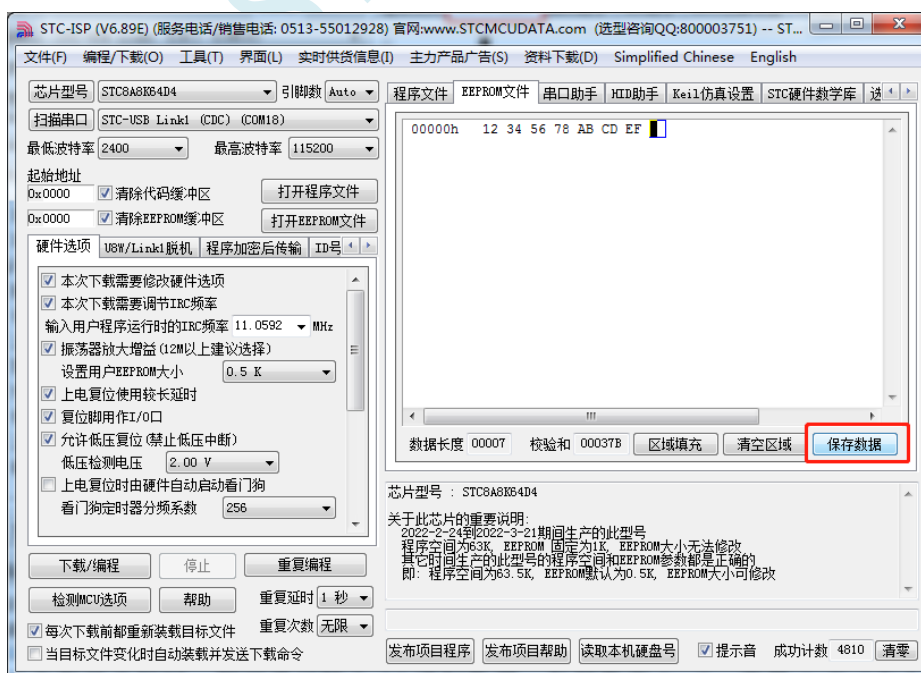 STC-ISP (V6.89E) (服务电话/销售电话: 0513-55012928) 官网:www.STCMCUDATA.com (选型咨询QQ:800003751) -- ST...
文件(F) 编程/下载(O) 工具(T) 界面(L) 实时供货信息(I) 主力产品广告(S) 资料下载(D) Simplified Chinese English
芯片型号 STC8A8K64D4 引脚数 Auto
扫描串口 STC-USB Link1 (CDC) (COM18)
最低波特率 2400 最高波特率 115200
起始地址
0x0000 清除代码缓冲区 打开程序文件
0x0000 清除EEPROM缓冲区 打开EEPROM文件
硬件选项 U8W/Link1脱机 程序加密后传输 ID号
本次下载需要修改硬件选项
本次下载需要调节IRC频率
输入用户程序运行时的IRC频率 11.0592 MHz
振荡器放大增益(12M以上建议选择)
设置用户EEPROM大小 0.5 K
上电复位使用较长延时
复位脚用作I/O口
允许低压复位(禁止低压中断)
低压检测电压 2.00 V
上电复位时由硬件自动启动看门狗
看门狗定时器分频系数 256
下载/编程 停止 重复编程
检测MCU选项 帮助 重复延时 1 秒
每次下载前都重新装载目标文件 重复次数 无限
当目标文件变化时自动装载并发送下载命令
程序文件 EEPROM文件 串口助手 HID助手 Keil仿真设置 STC硬件数学库 选
00000h 12 34 56 78 AB CD EF
数据长度 00007 校验和 00037B 区域填充 清空区域 保存数据
芯片型号 : STC8A8K64D4
关于此芯片的重要说明:
2022-2-24到2022-3-21期间生产的此型号
程序空间为63K, EEPROM 固定为1K, EEPROM大小无法修改
其它时间生产的此型号的程序空间和EEPROM参数都是正确的
即: 程序空间为63.5K, EEPROM默认为0.5K, EEPROM大小可修改
发布项目程序 发布项目帮助 读取本机硬盘号 提示音 成功计数 4810 清零